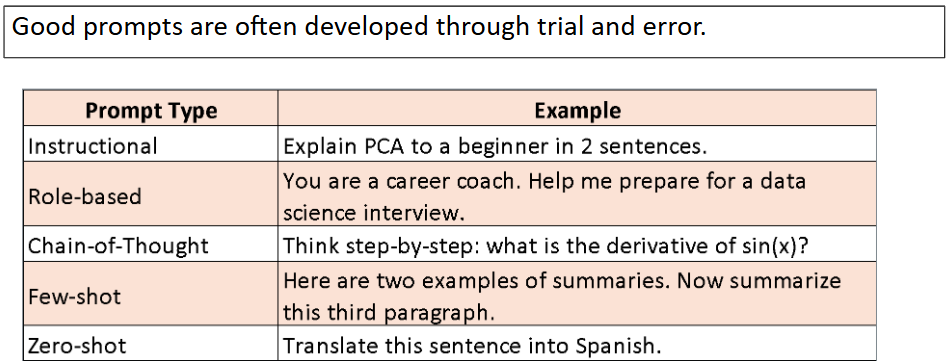 Good prompts are often developed through trial and error.
Prompt Type Example
Instructional Explain PCA to a beginner in 2 sentences.
Role-based You are a career coach. Help me prepare for a data
science interview.
Chain-of-Thought Think step-by-step: what is the derivative of sin(x)?
Few-shot Here are two examples of summaries. Now summarize
this third paragraph.
Zero-shot Translate this sentence into Spanish.